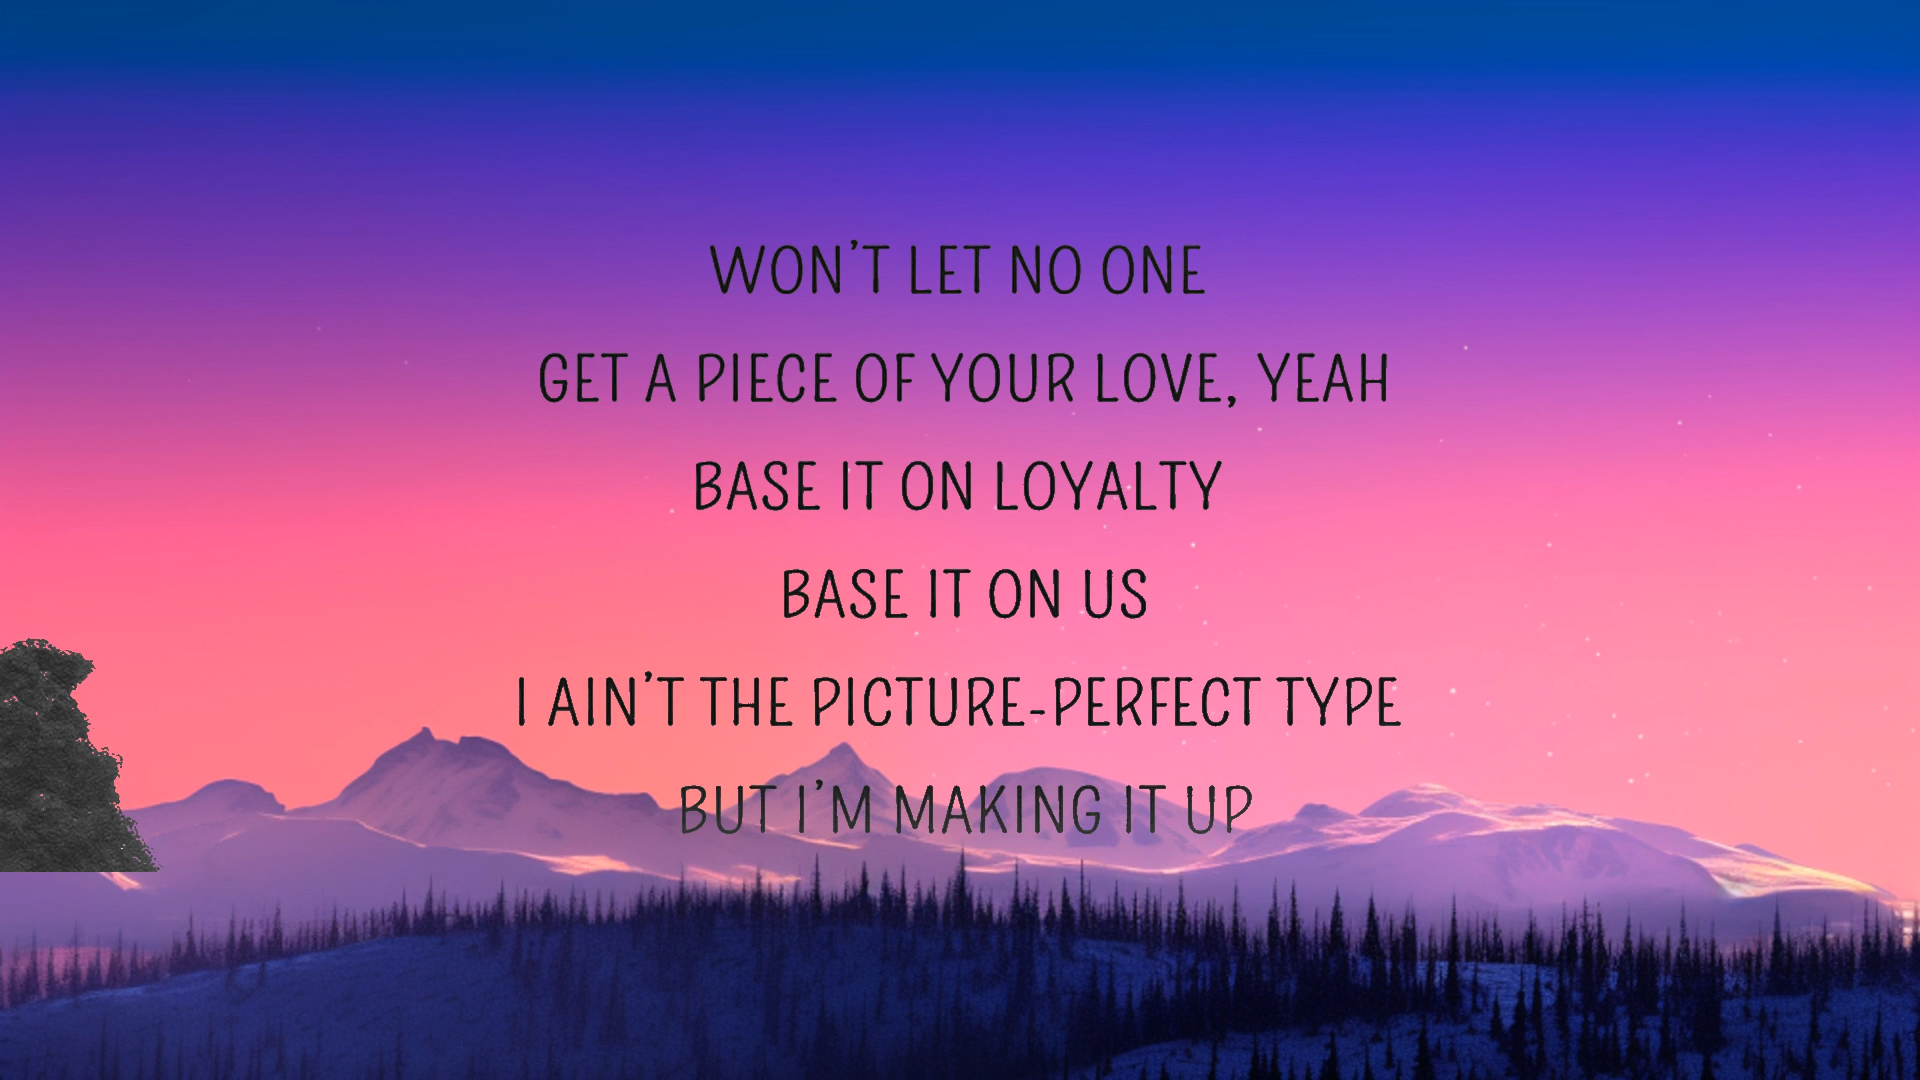 WON'T LET NO ONE
GET A PIECE OF YOUR LOVE, YEAH
BASE IT ON LOYALTY
BASE IT ON US
I AIN'T THE PICTURE-PERFECT TYPE
BUT I'M MAKING IT UP